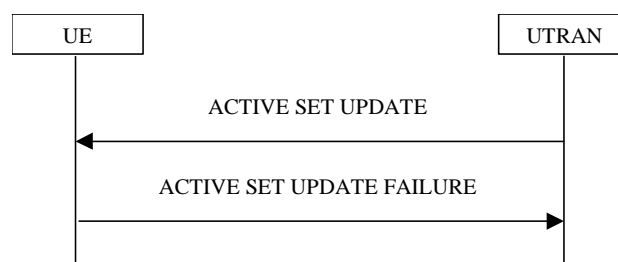 UE
UTRAN
ACTIVE SET UPDATE
ACTIVE SET UPDATE FAILURE